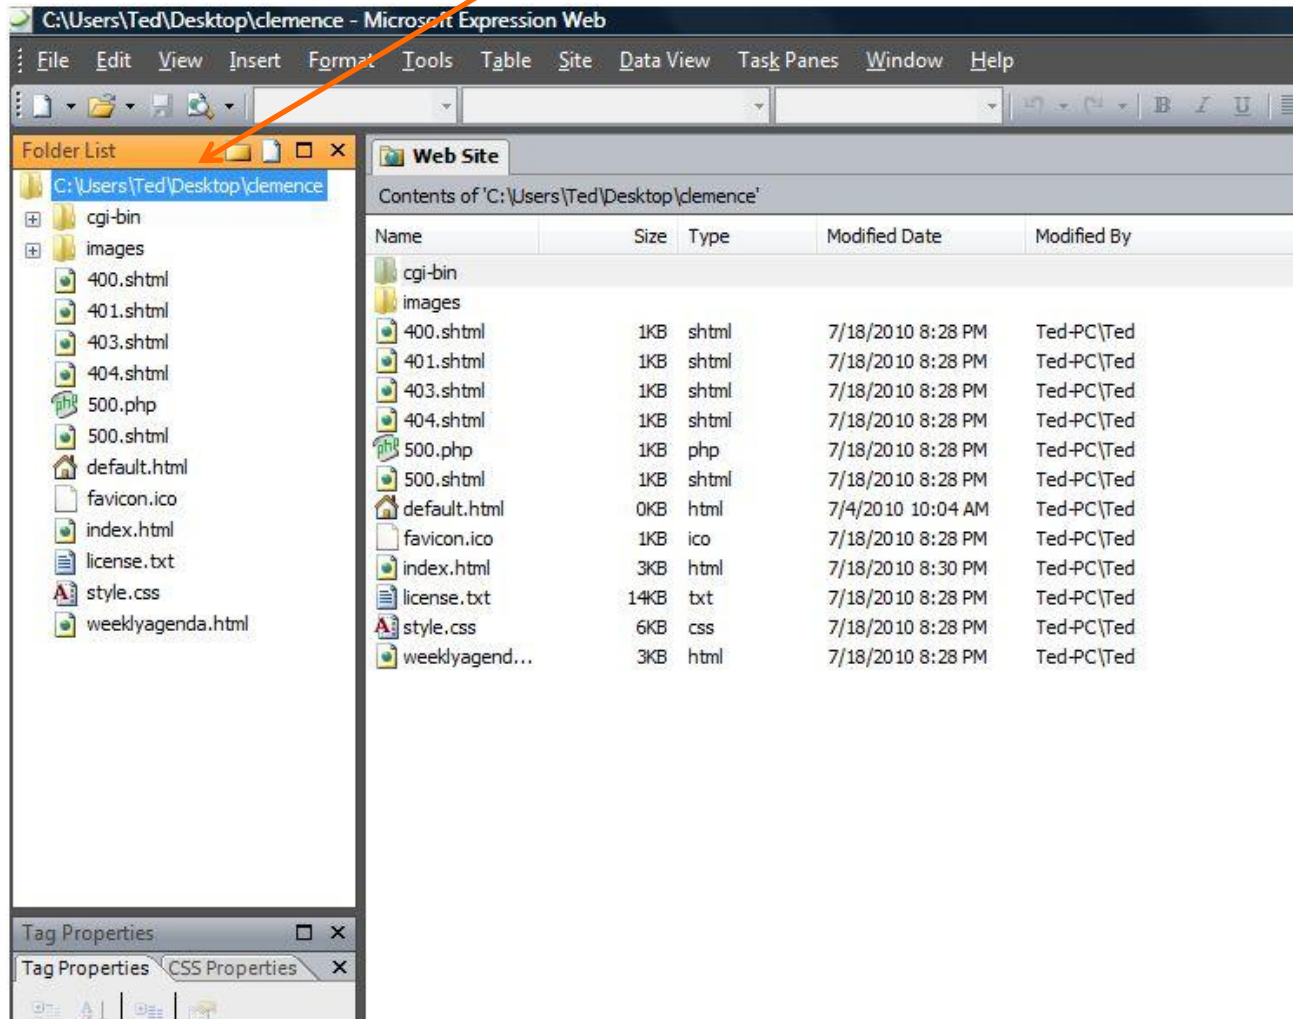 C:\Users\Ted\Desktop\clemence - Microsoft Expression Web
File Edit View Insert Format Tools Table Site Data View Task Panes Window Help
B I U
Folder List
C:\Users\Ted\Desktop\clemence
cgi-bin
images
400.shtml
401.shtml
403.shtml
404.shtml
500.php
500.shtml
default.html
favicon.ico
index.html
license.txt
style.css
weeklyagenda.html
Web Site
Contents of 'C:\Users\Ted\Desktop\clemence'
Name Size Type Modified Date Modified By
cgi-bin
images
400.shtml 1KB shtml 7/18/2010 8:28 PM Ted-PC\Ted
401.shtml 1KB shtml 7/18/2010 8:28 PM Ted-PC\Ted
403.shtml 1KB shtml 7/18/2010 8:28 PM Ted-PC\Ted
404.shtml 1KB shtml 7/18/2010 8:28 PM Ted-PC\Ted
500.php 1KB php 7/18/2010 8:28 PM Ted-PC\Ted
500.shtml 1KB shtml 7/18/2010 8:28 PM Ted-PC\Ted
default.html 0KB html 7/4/2010 10:04 AM Ted-PC\Ted
favicon.ico 1KB ico 7/18/2010 8:28 PM Ted-PC\Ted
index.html 3KB html 7/18/2010 8:30 PM Ted-PC\Ted
license.txt 14KB txt 7/18/2010 8:28 PM Ted-PC\Ted
style.css 6KB css 7/18/2010 8:28 PM Ted-PC\Ted
weeklyagend... 3KB html 7/18/2010 8:28 PM Ted-PC\Ted
Tag Properties
Tag Properties CSS Properties